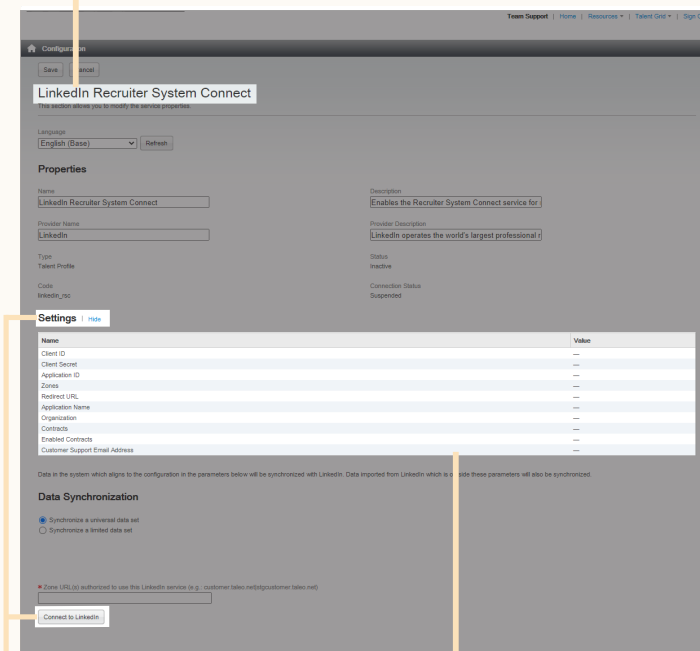 Team Support | Home | Resources | Talent Grid | Sign
Configuration
Save Cancel
LinkedIn Recruiter System Connect
This section allows you to modify the service properties.
Language
English (Base) Refresh
Properties
Name Description
LinkedIn Recruiter System Connect Enables the Recruiter System Connect service for
Provider Name Provider Description
LinkedIn LinkedIn operates the world's largest professional
Type Status
Talent Profile Inactive
Code Connection Status
linkedin_rsc Suspended
Settings | Hide
Name Value
Client ID —
Client Secret —
Application ID —
Zones —
Redirect URL —
Application Name —
Organization —
Contracts —
Enabled Contracts —
Customer Support Email Address —
Data in the system which aligns to the configuration in the parameters below will be synchronized with LinkedIn. Data imported from LinkedIn which is outside these parameters will also be synchronized.
Data Synchronization
Synchronize a universal data set
Synchronize a limited data set
* Zone URL(s) authorized to use this LinkedIn service (e.g.: customer.taleo.net|stgcustomer.taleo.net)
Connect to LinkedIn